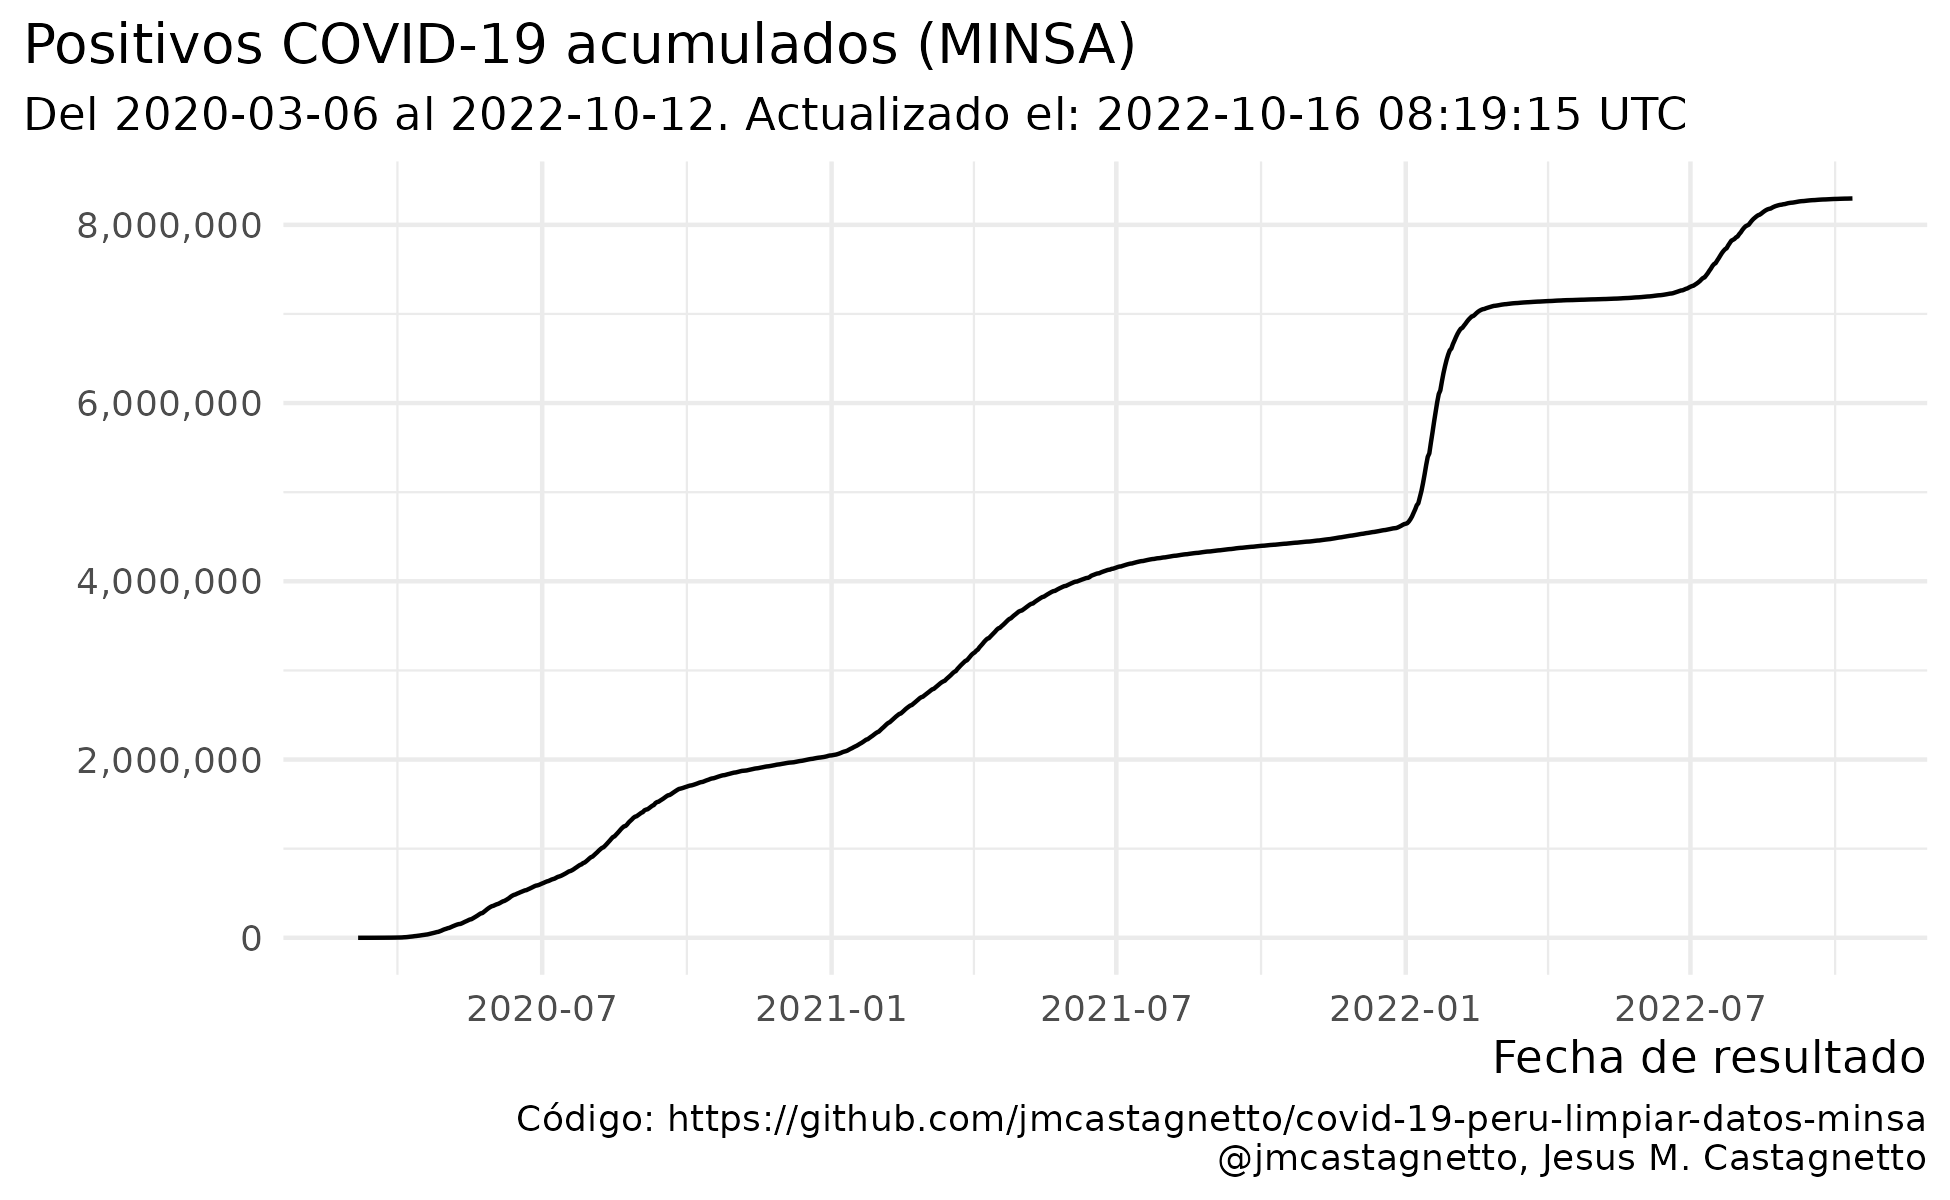 Positivos COVID-19 acumulados (MINSA)
Del 2020-03-06 al 2022-10-12. Actualizado el: 2022-10-16 08:19:15 UTC
8,000,000
6,000,000
4,000,000
2,000,000
0
2020-07 2021-01 2021-07 2022-01 2022-07
Fecha de resultado
Código: https://github.com/jmcastagnetto/covid-19-peru-limpiar-datos-minsa
@jmcastagnetto, Jesus M. Castagnetto